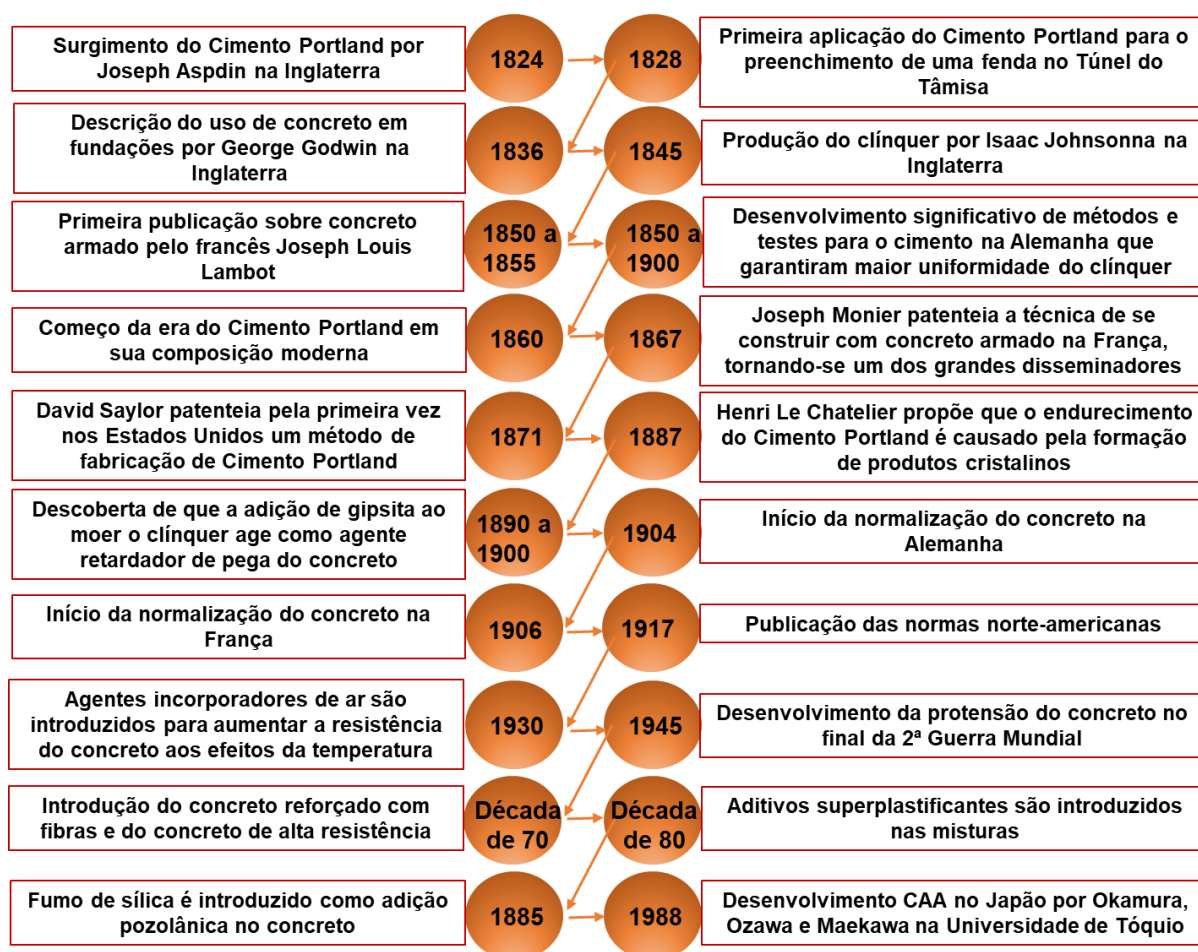 Surgimento do Cimento Portland por
Joseph Aspdin na Inglaterra
1824
1828
Primeira aplicação do Cimento Portland para o
preenchimento de uma fenda no Túnel do
Tâmisa
Descrição do uso de concreto em
fundações por George Godwin na
Inglaterra
1836
1845
Produção do clínquer por Isaac Johnsonna na
Inglaterra
Primeira publicação sobre concreto
armado pelo francês Joseph Louis
Lambot
1850 a
1855
1850 a
1900
Desenvolvimento significativo de métodos e
testes para o cimento na Alemanha que
garantiram maior uniformidade do clínquer
Começo da era do Cimento Portland em
sua composição moderna
1860
1867
Joseph Monier patenteia a técnica de se
construir com concreto armado na França,
tornando-se um dos grandes disseminadores
David Saylor patenteia pela primeira vez
nos Estados Unidos um método de
fabricação de Cimento Portland
1871
1887
Henri Le Chatelier propõe que o endurecimento
do Cimento Portland é causado pela formação
de produtos cristalinos
Descoberta de que a adição de gipsita ao
moer o clínquer age como agente
retardador de pega do concreto
1890 a
1900
1904
Início da normalização do concreto na
Alemanha
Início da normalização do concreto na
França
1906
1917
Publicação das normas norte-americanas
Agentes incorporadores de ar são
introduzidos para aumentar a resistência
do concreto aos efeitos da temperatura
1930
1945
Desenvolvimento da protensão do concreto no
final da 2ª Guerra Mundial
Introdução do concreto reforçado com
fibras e do concreto de alta resistência
Década
de 70
Década
de 80
Aditivos superplastificantes são introduzidos
nas misturas
Fumo de sílica é introduzido como adição
pozolânica no concreto
1885
1988
Desenvolvimento CAA no Japão por Okamura,
Ozawa e Maekawa na Universidade de Tóquio